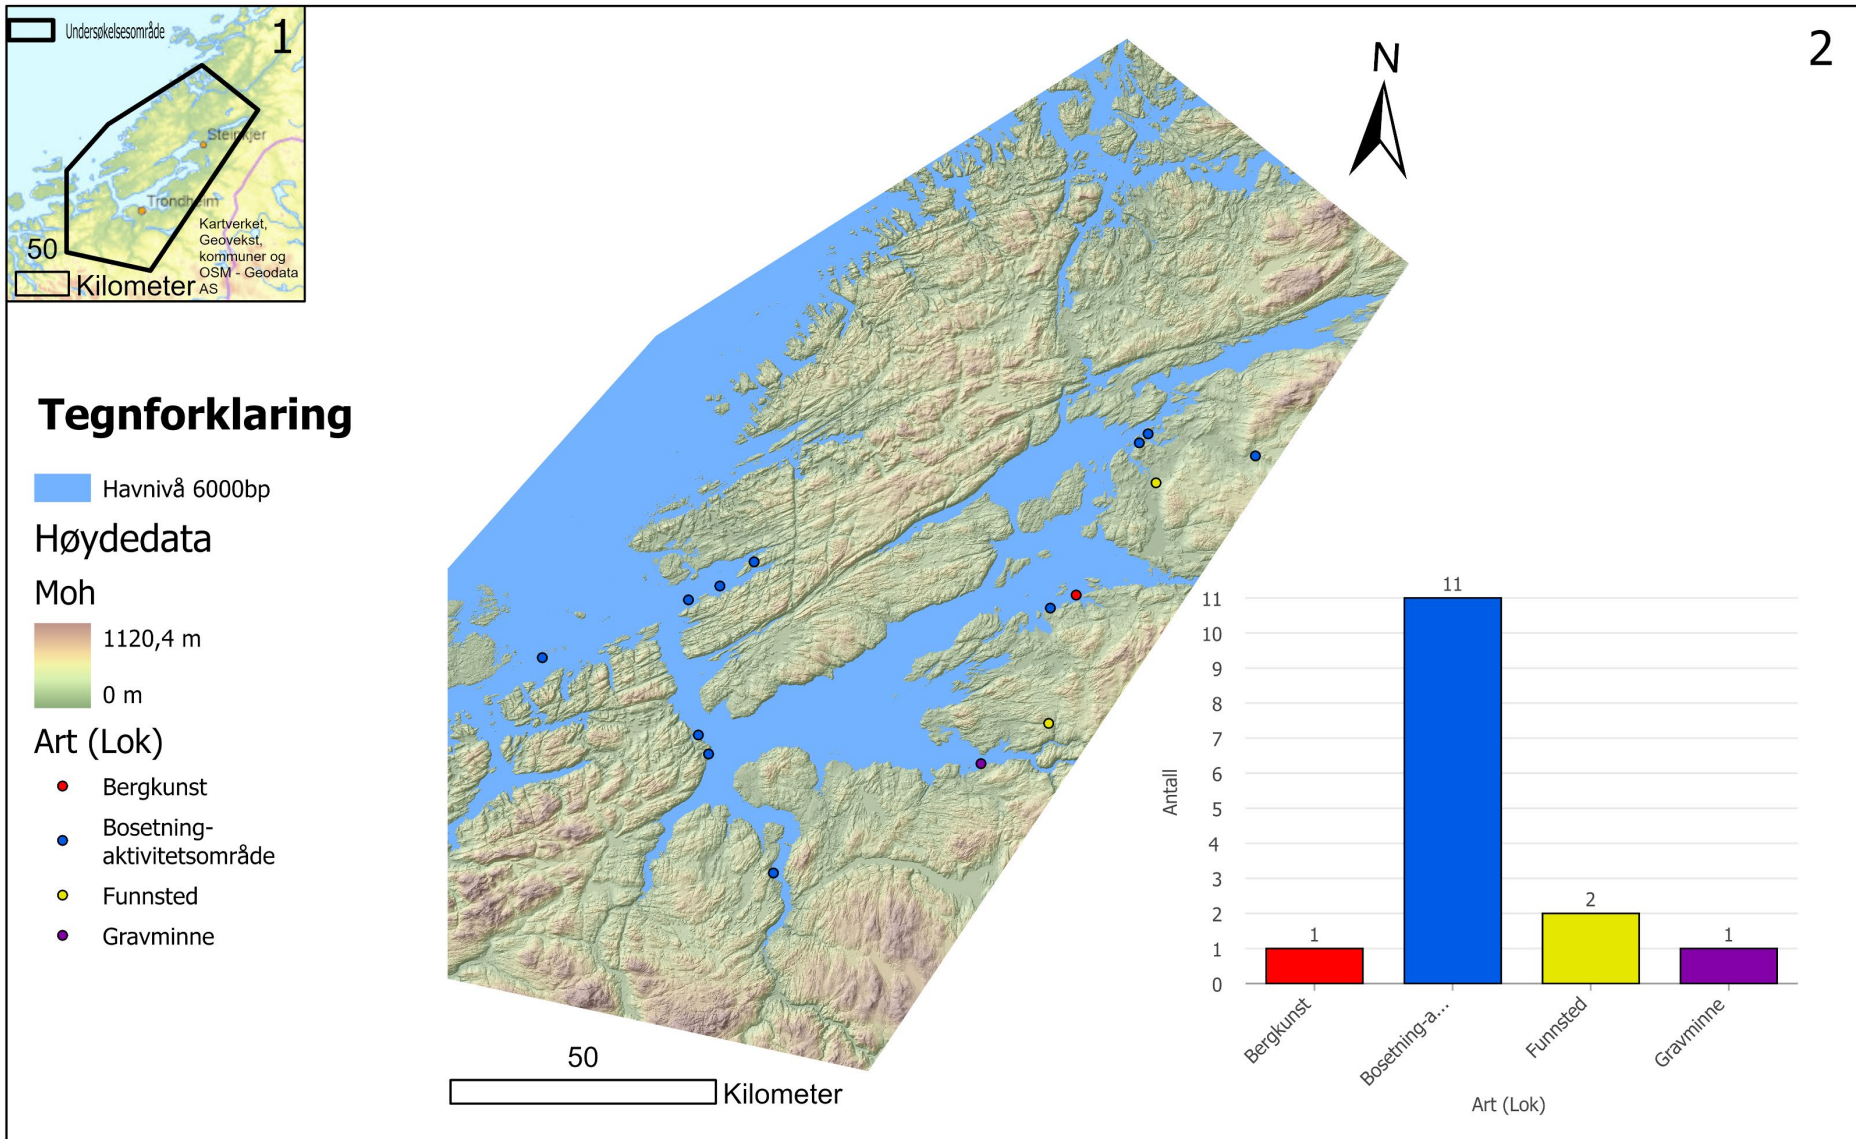 Undersøkelsesområde
1
Steinkjer
Trondheim
Kartverket,
Geovekst,
kommuner og
OSM - Geodata
AS
50
Kilometer
2
N
Tegnforklaring
Havnivå 6000bp
Høydedata
Moh
1120,4 m
0 m
Art (Lok)
Bergkunst
Bosetning-
aktivitetsområde
Funnsted
Gravminne
50
Kilometer
Antall
11
10
9
8
7
6
5
4
3
2
1
0
1
11
2
1
Bergkunst
Bosetning-a...
Funnsted
Gravminne
Art (Lok)